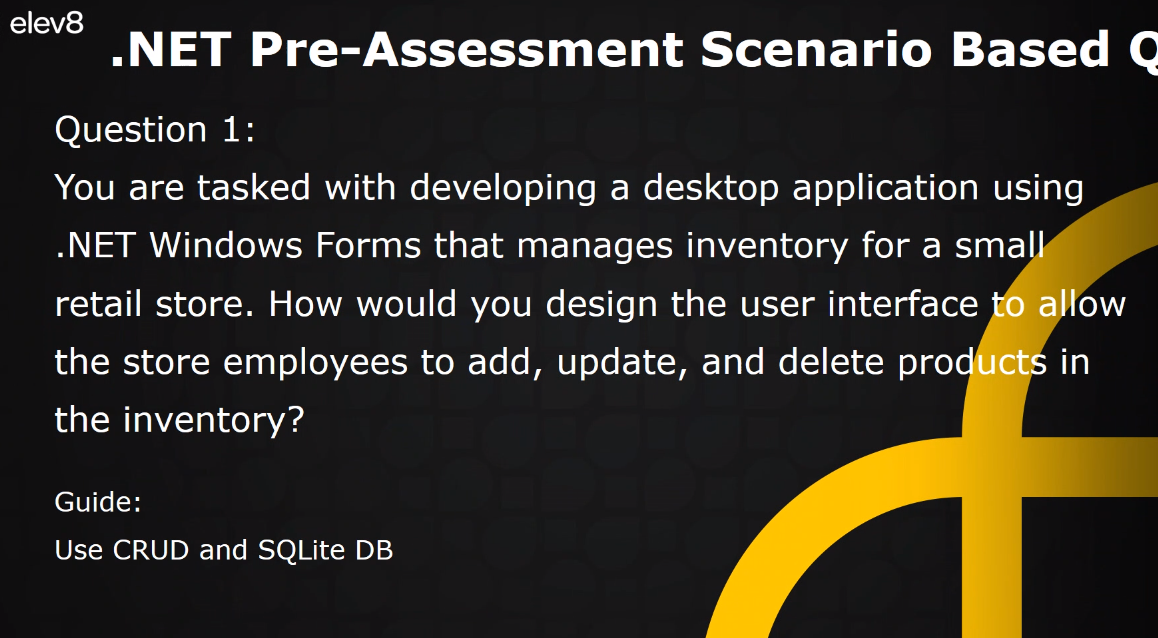 elev8
.NET Pre-Assessment Scenario Based Q
Question 1:
You are tasked with developing a desktop application using
.NET Windows Forms that manages inventory for a small
retail store. How would you design the user interface to allow
the store employees to add, update, and delete products in
the inventory?
Guide:
Use CRUD and SQLite DB